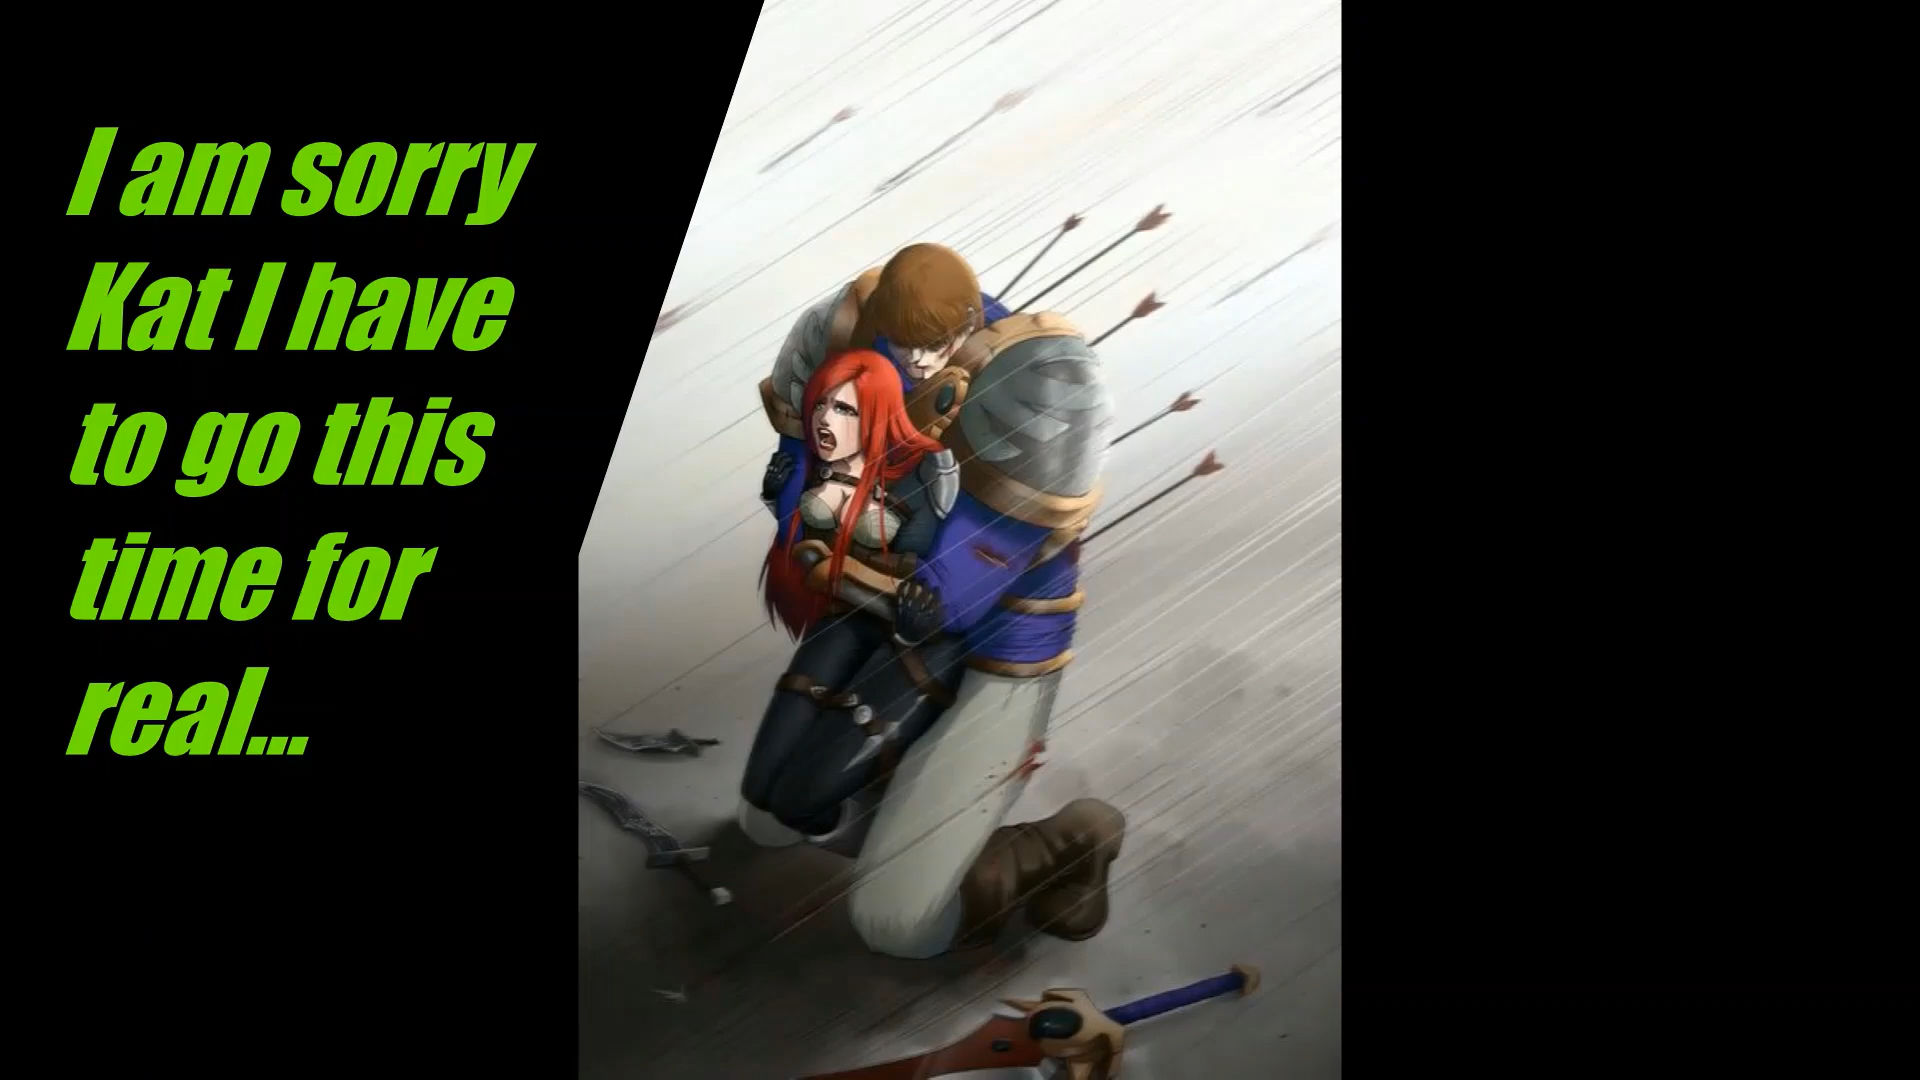 I am sorry
Kat I have
to go this
time for
real...